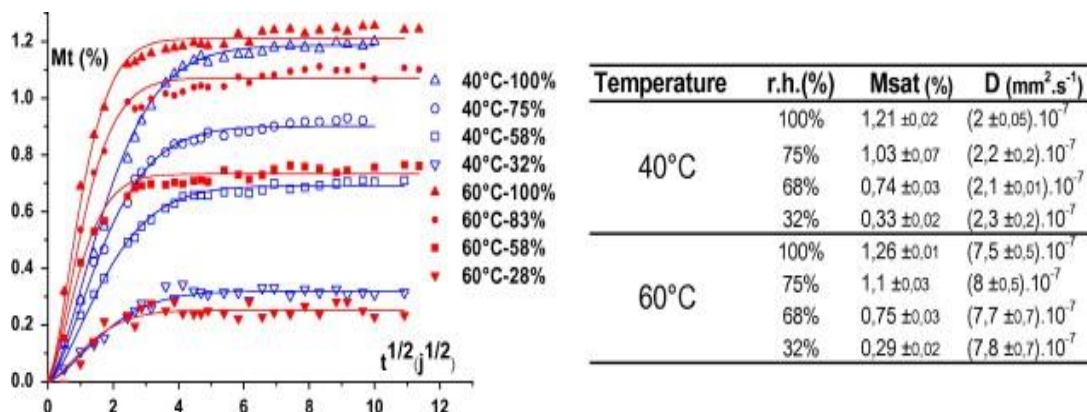 Mt (%)
1.2
1.0
0.8
0.6
0.4
0.2
0.0
0 2 4 6 8 10 12
t^1/2(j^1/2)
40°C-100%
40°C-75%
40°C-58%
40°C-32%
60°C-100%
60°C-83%
60°C-58%
60°C-28%
Temperature r.h.(%) Msat (%) D (mm².s⁻¹)
40°C
100% 1,21 ±0,02 (2 ±0,05).10⁻⁷
75% 1,03 ±0,07 (2,2 ±0,2).10⁻⁷
68% 0,74 ±0,03 (2,1 ±0,01).10⁻⁷
32% 0,33 ±0,02 (2,3 ±0,2).10⁻⁷
60°C
100% 1,26 ±0,01 (7,5 ±0,5).10⁻⁷
75% 1,1 ±0,03 (8 ±0,5).10⁻⁷
68% 0,75 ±0,03 (7,7 ±0,7).10⁻⁷
32% 0,29 ±0,02 (7,8 ±0,7).10⁻⁷